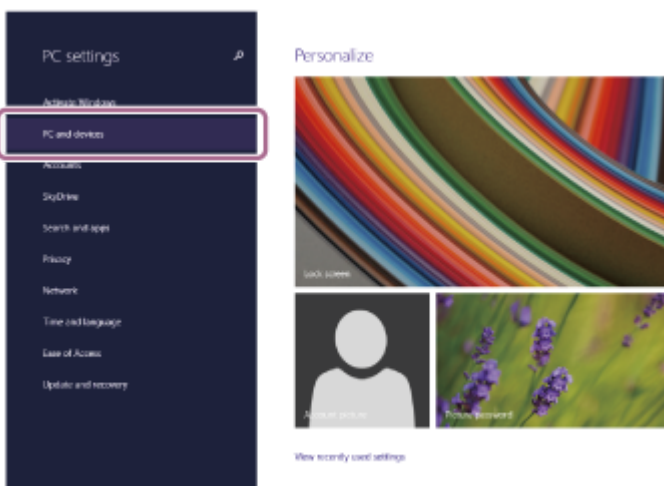 PC settings
Activate Windows
PC and devices
Accounts
SkyDrive
Search and apps
Privacy
Network
Time and language
Ease of Access
Update and recovery
Personalize
Lock screen
Account picture
Picture password
View recently used settings